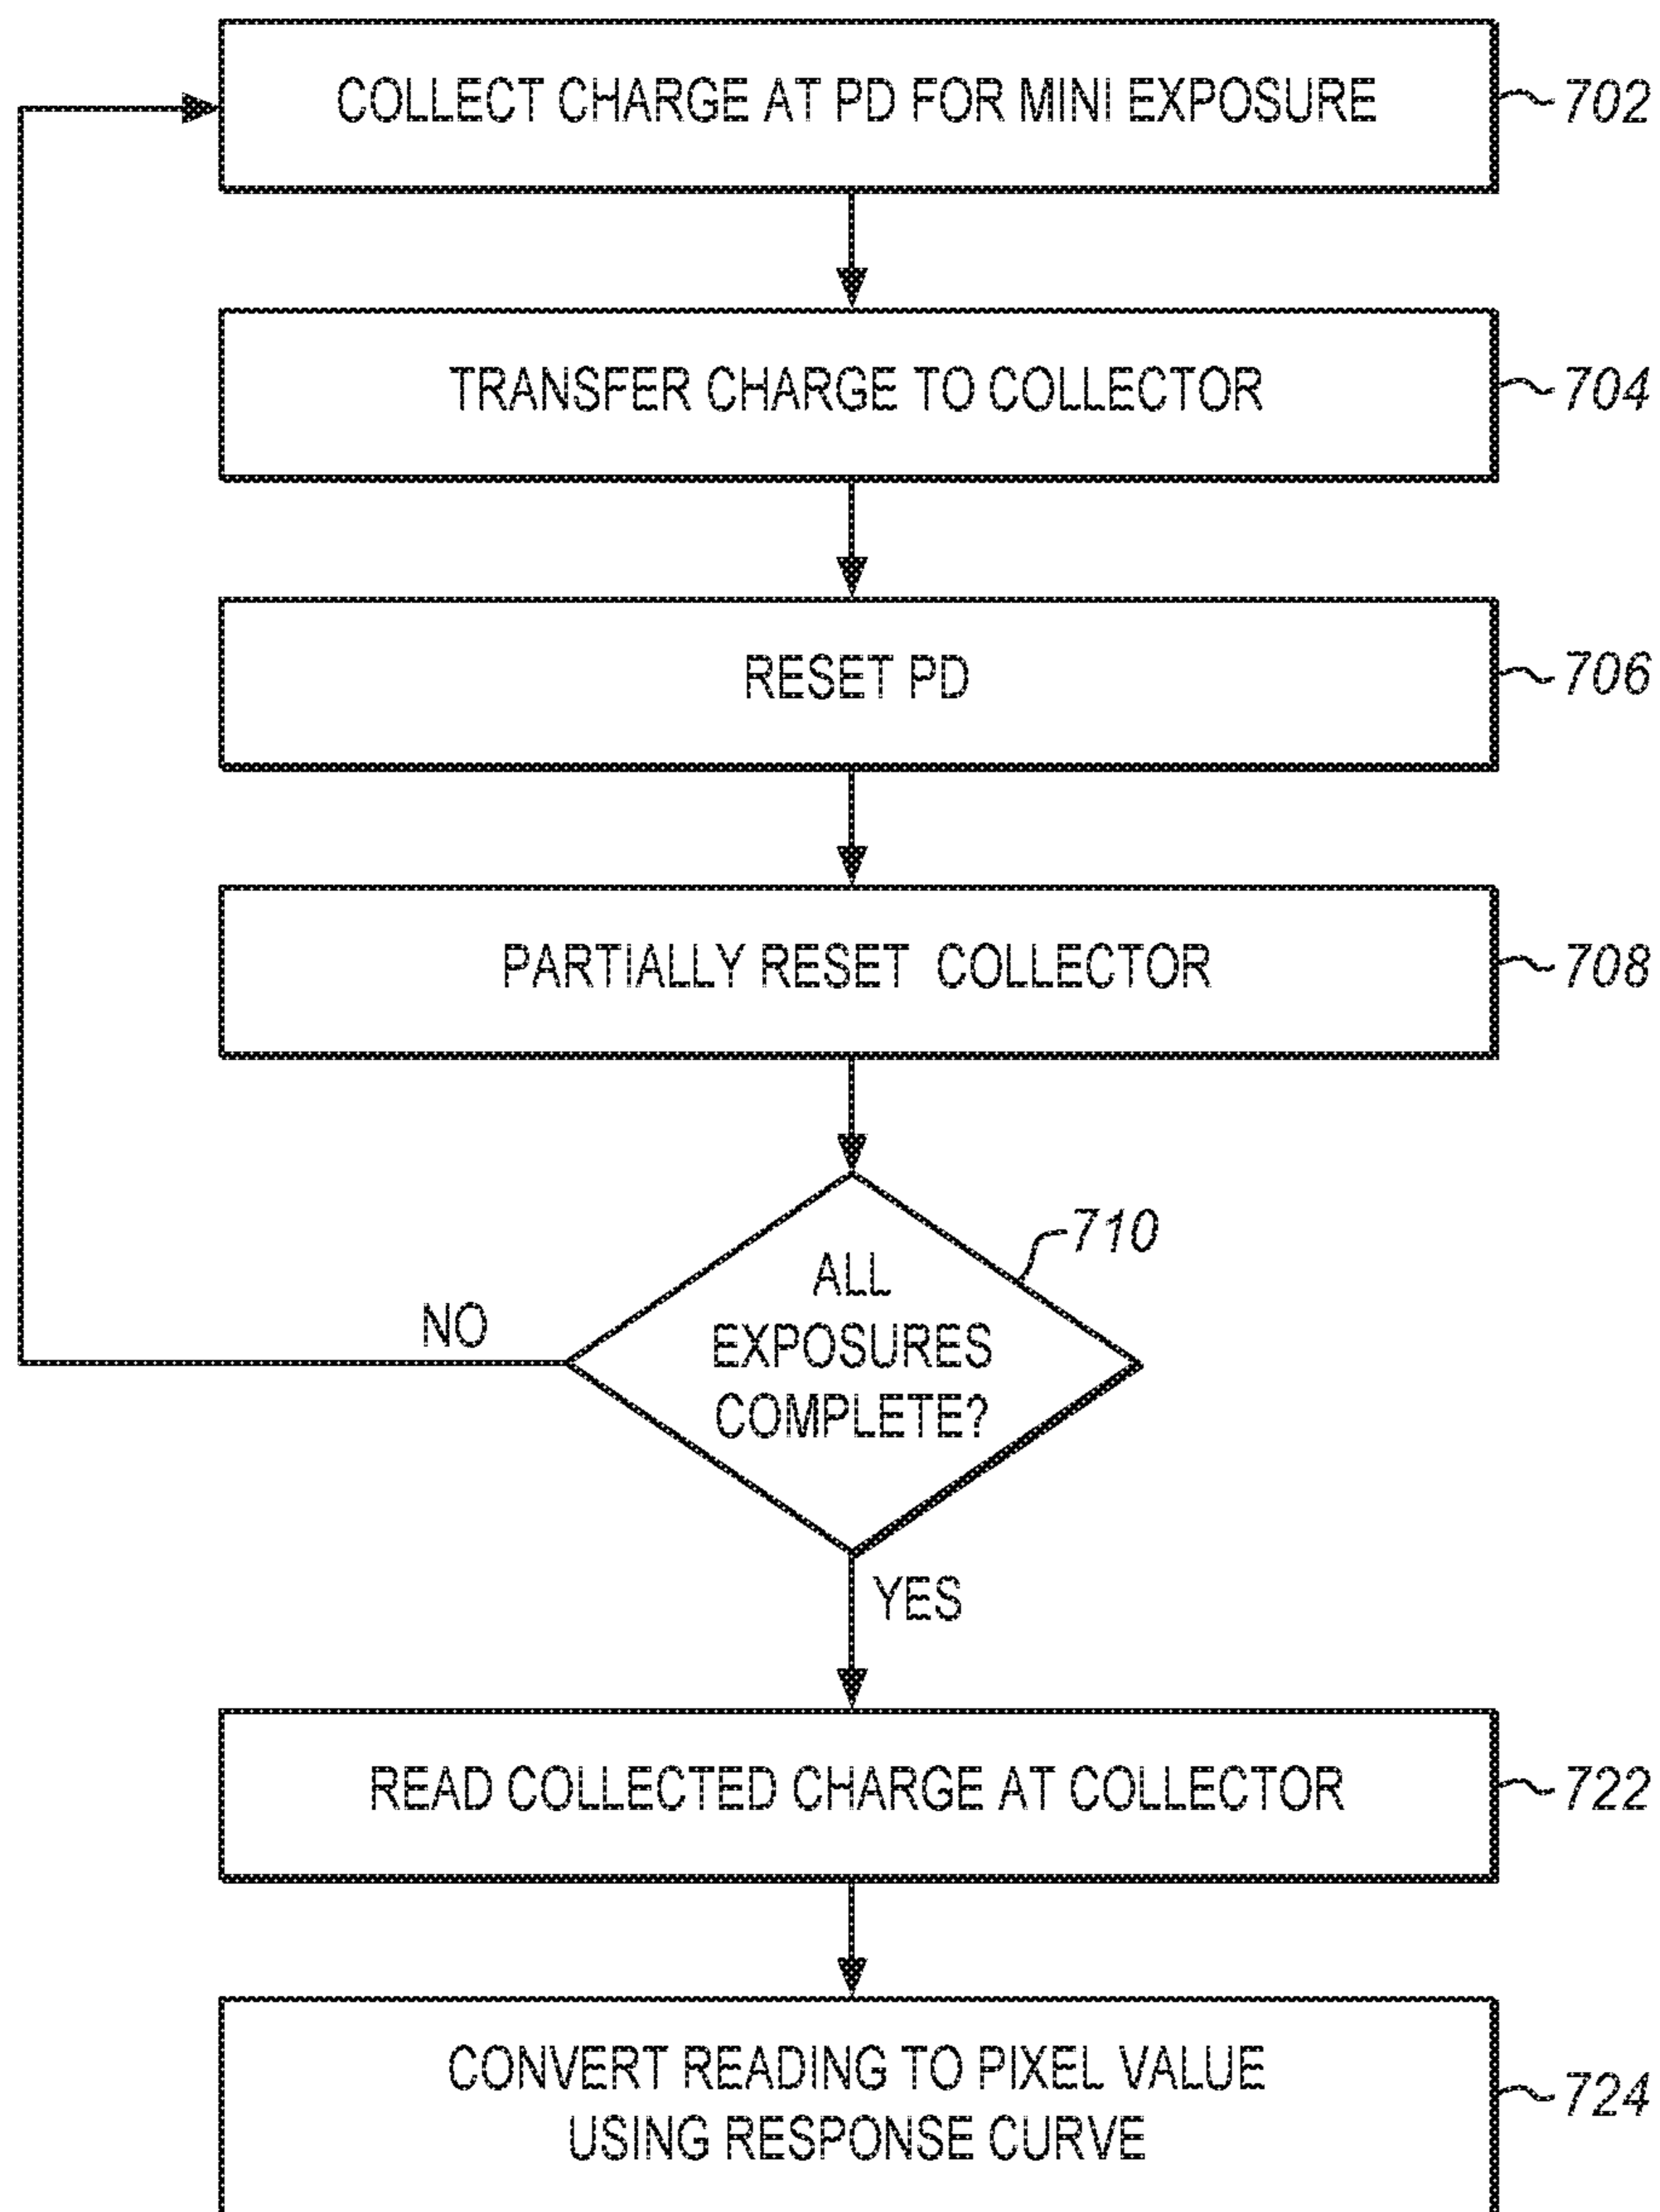 COLLECT CHARGE AT PD FOR MINI EXPOSURE
702
TRANSFER CHARGE TO COLLECTOR
704
RESET PD
706
PARTIALLY RESET COLLECTOR
708
710
ALL
EXPOSURES
COMPLETE?
NO
YES
READ COLLECTED CHARGE AT COLLECTOR
722
CONVERT READING TO PIXEL VALUE
USING RESPONSE CURVE
724